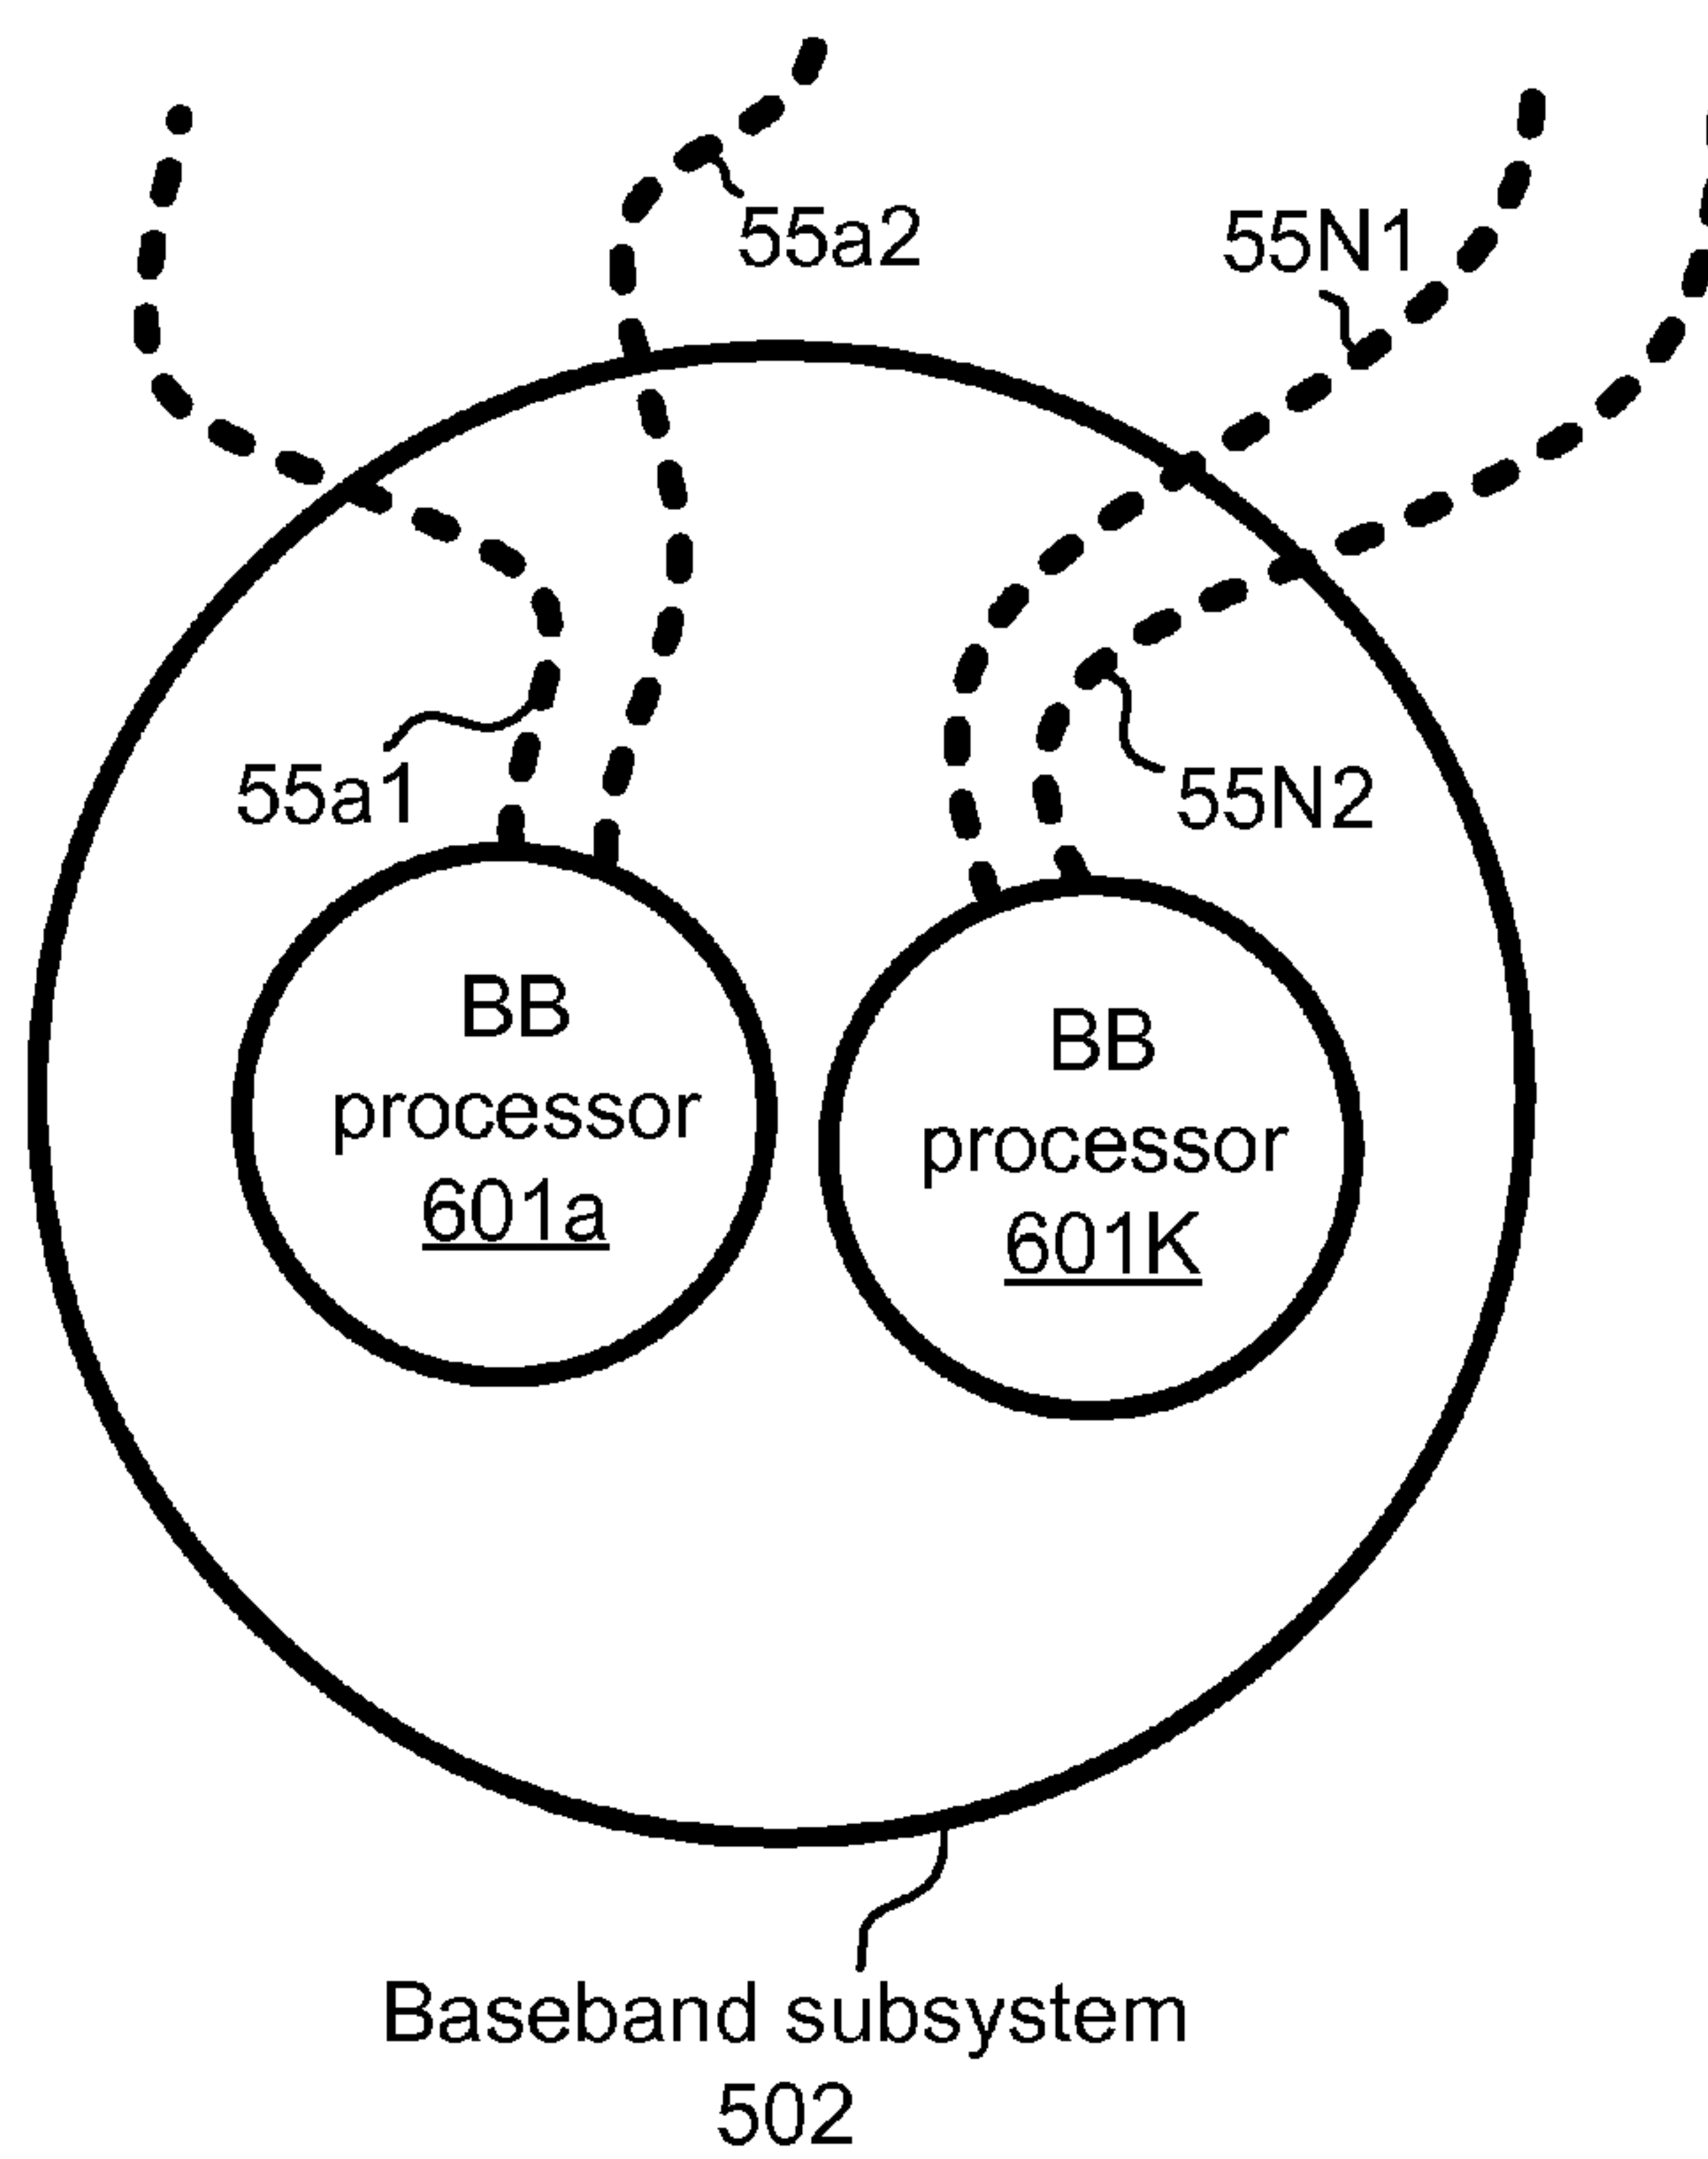 55a2
55N1
55a1
55N2
BB
processor
601a
BB
processor
601K
Baseband subsystem
502